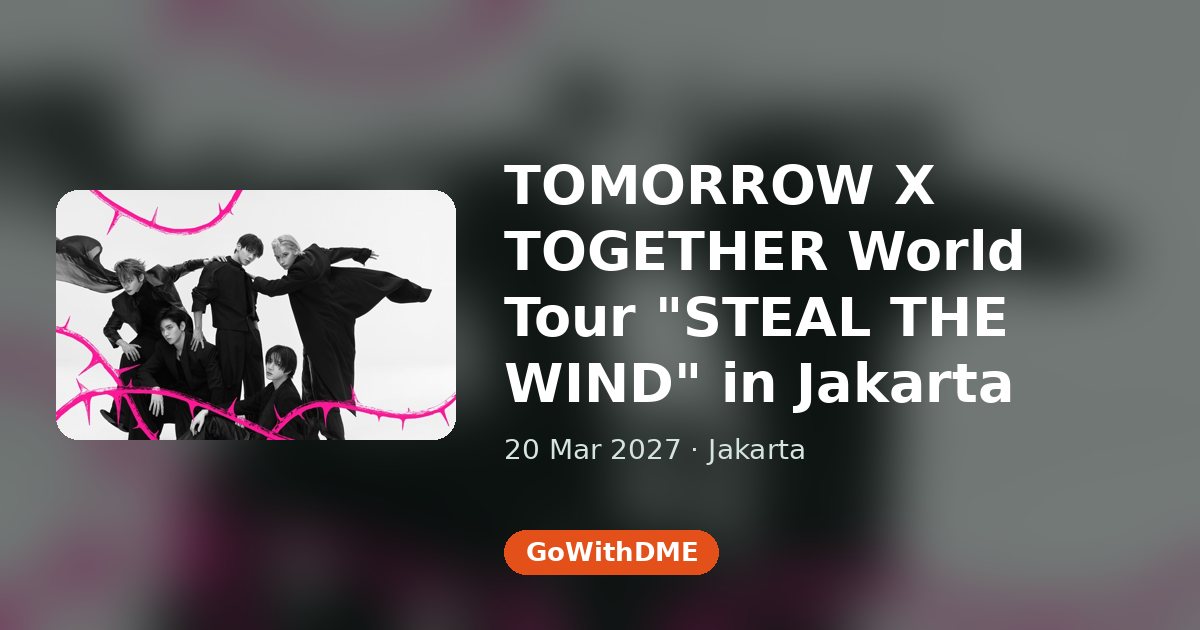 TOMORROW X
TOGETHER World
Tour "STEAL THE
WIND" in Jakarta
20 Mar 2027 · Jakarta
GoWithDME